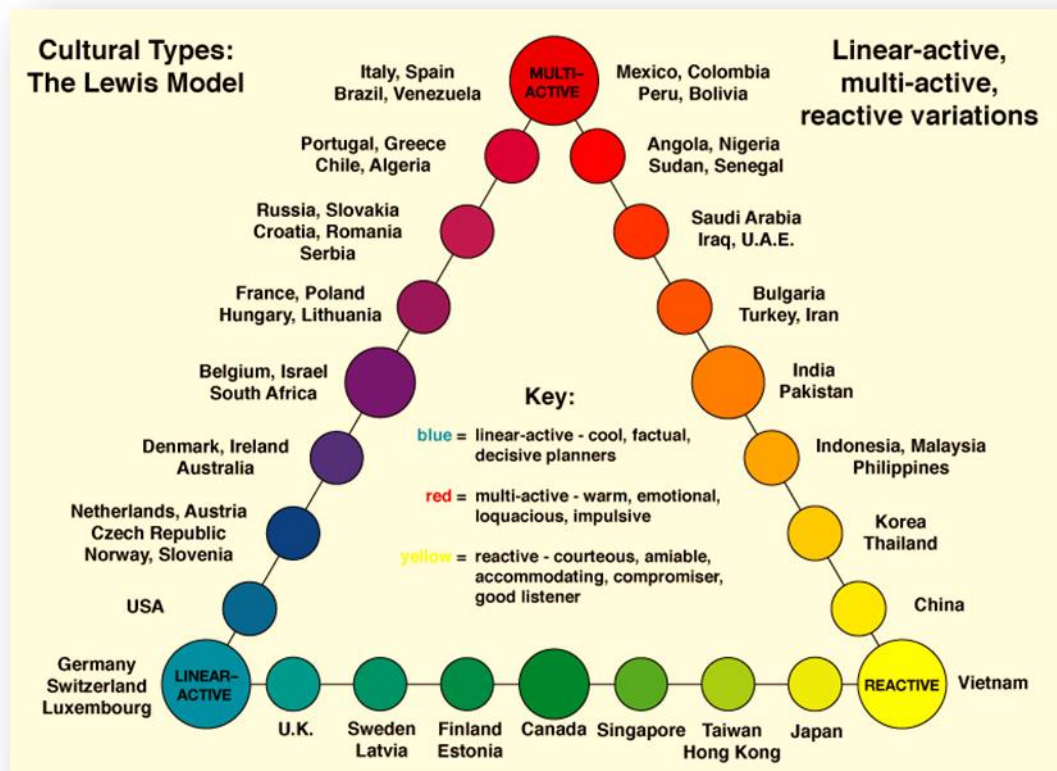 Cultural Types:
The Lewis Model
Linear-active,
multi-active,
reactive variations
MULTI-
ACTIVE
Italy, Spain
Brazil, Venezuela
Mexico, Colombia
Peru, Bolivia
Portugal, Greece
Chile, Algeria
Angola, Nigeria
Sudan, Senegal
Russia, Slovakia
Croatia, Romania
Serbia
Saudi Arabia
Iraq, U.A.E.
France, Poland
Hungary, Lithuania
Bulgaria
Turkey, Iran
Belgium, Israel
South Africa
India
Pakistan
Denmark, Ireland
Australia
Indonesia, Malaysia
Philippines
Netherlands, Austria
Czech Republic
Norway, Slovenia
Korea
Thailand
USA
China
Key:
blue = linear-active - cool, factual,
decisive planners
red = multi-active - warm, emotional,
loquacious, impulsive
yellow = reactive - courteous, amiable,
accommodating, compromiser,
good listener
Germany
Switzerland
Luxembourg
LINEAR-
ACTIVE
U.K.
Sweden
Latvia
Finland
Estonia
Canada
Singapore
Taiwan
Hong Kong
Japan
REACTIVE
Vietnam